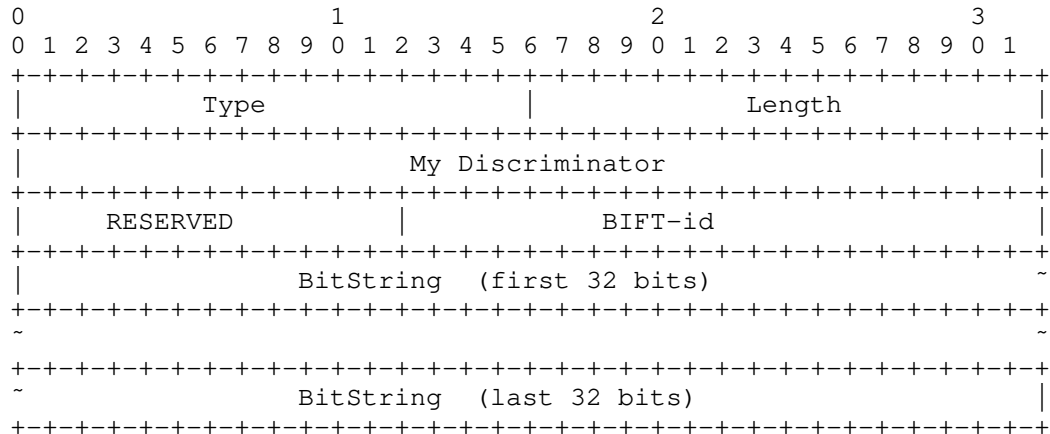 0                   1                   2                   3
0 1 2 3 4 5 6 7 8 9 0 1 2 3 4 5 6 7 8 9 0 1 2 3 4 5 6 7 8 9 0 1
+-+-+-+-+-+-+-+-+-+-+-+-+-+-+-+-+-+-+-+-+-+-+-+-+-+-+-+-+-+-+-+-+
|           Type                |             Length            |
+-+-+-+-+-+-+-+-+-+-+-+-+-+-+-+-+-+-+-+-+-+-+-+-+-+-+-+-+-+-+-+-+
|                        My Discriminator                       |
+-+-+-+-+-+-+-+-+-+-+-+-+-+-+-+-+-+-+-+-+-+-+-+-+-+-+-+-+-+-+-+-+
|     RESERVED          |            BIFT-id                    |
+-+-+-+-+-+-+-+-+-+-+-+-+-+-+-+-+-+-+-+-+-+-+-+-+-+-+-+-+-+-+-+-+
|                 BitString  (first 32 bits)                    ~
+-+-+-+-+-+-+-+-+-+-+-+-+-+-+-+-+-+-+-+-+-+-+-+-+-+-+-+-+-+-+-+-+
~                                                               ~
+-+-+-+-+-+-+-+-+-+-+-+-+-+-+-+-+-+-+-+-+-+-+-+-+-+-+-+-+-+-+-+-+
~                 BitString  (last 32 bits)                     |
+-+-+-+-+-+-+-+-+-+-+-+-+-+-+-+-+-+-+-+-+-+-+-+-+-+-+-+-+-+-+-+-+